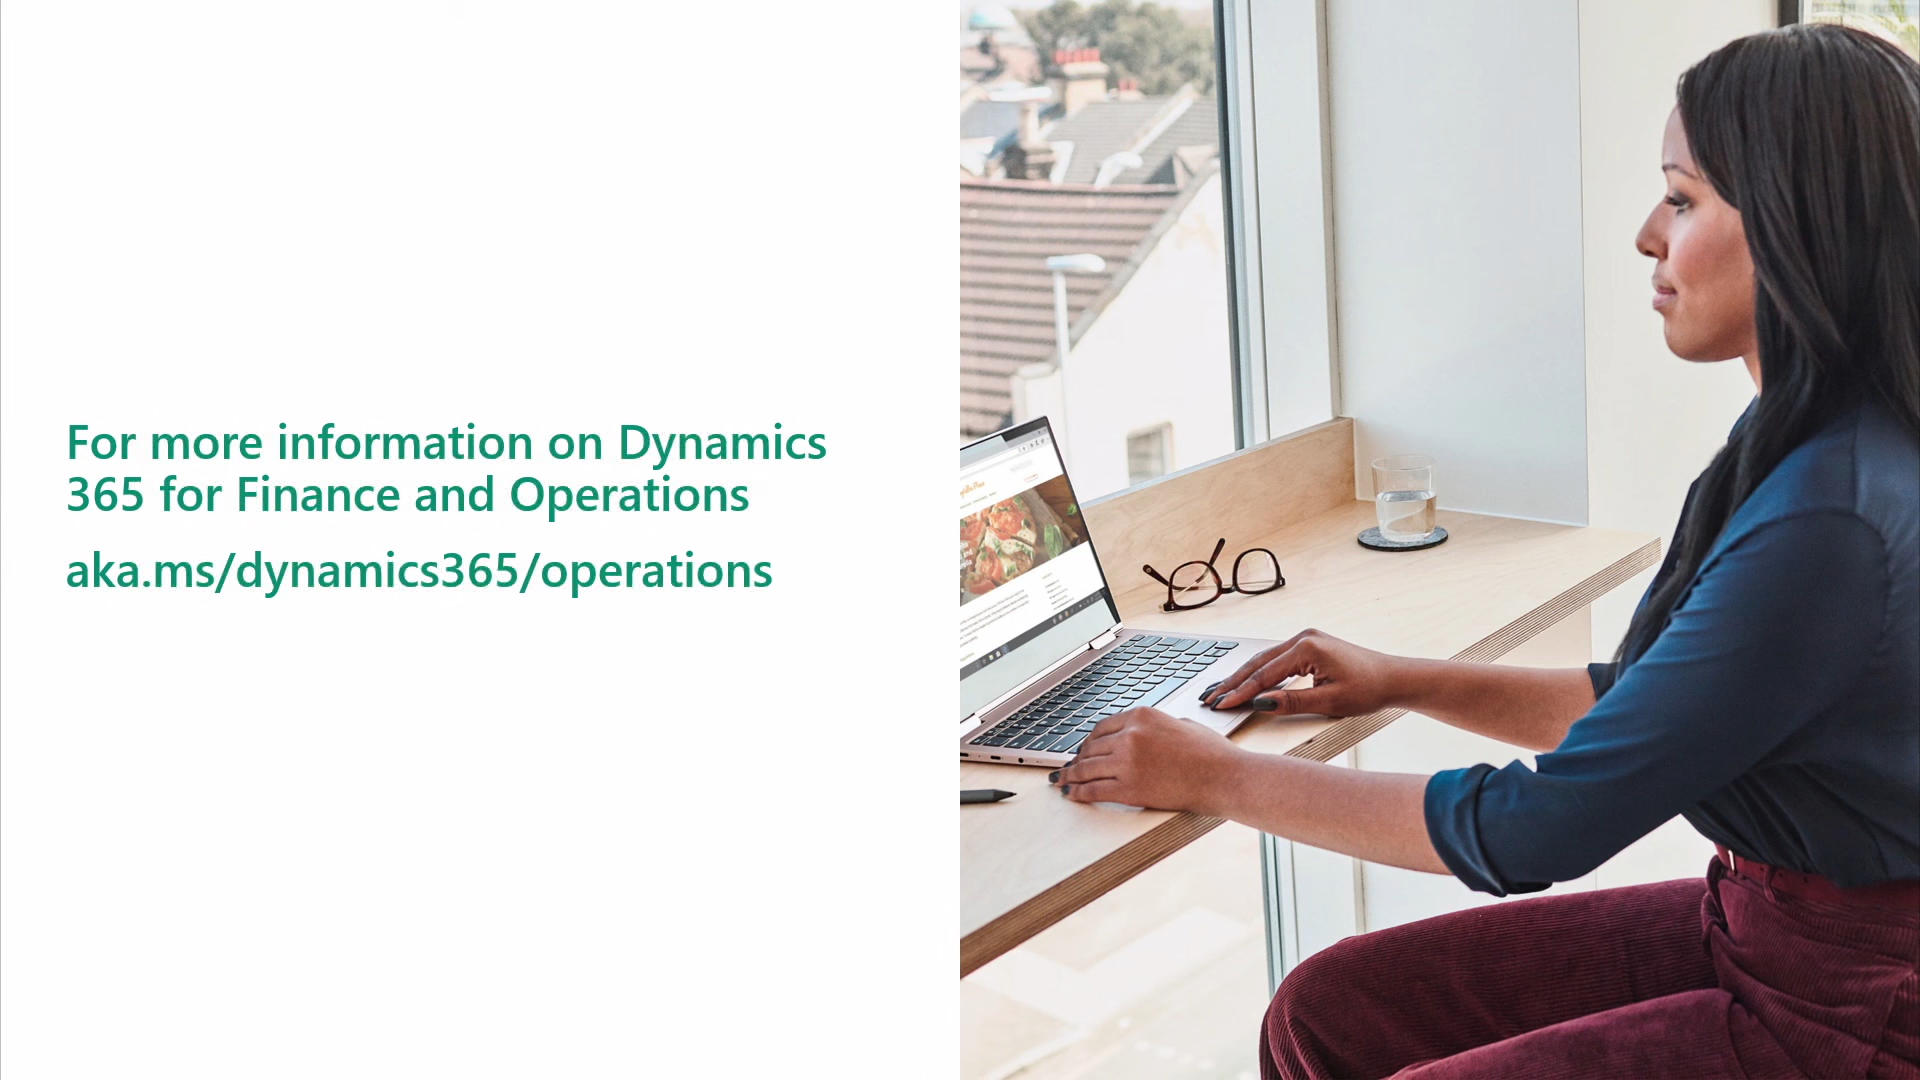 For more information on Dynamics
365 for Finance and Operations
aka.ms/dynamics365/operations